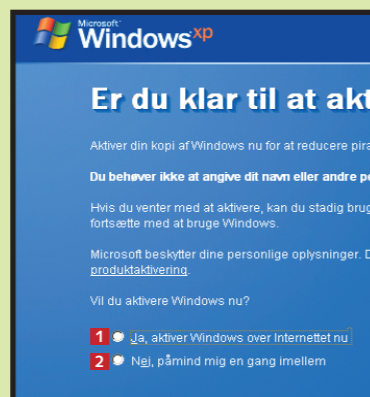 Microsoft
Windows xp
Er du klar til at akt
Aktiver din kopi af Windows nu for at reducere pira
Du behøver ikke at angive dit navn eller andre pe
Hvis du venter med at aktivere, kan du stadig brug
fortsætte med at bruge Windows.
Microsoft beskytter dine personlige oplysninger. D
produktaktivering.
Vil du aktivere Windows nu?
1 Ja, aktiver Windows over Internettet nu
2 Nej, påmind mig en gang imellem